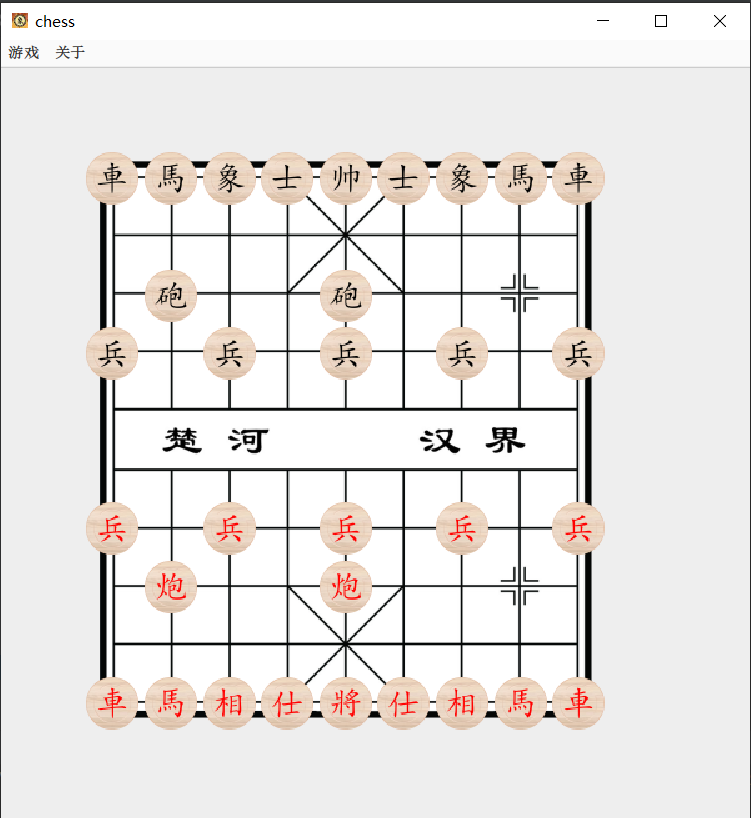 chess
游戏 关于
車 馬 象 士 帅 士 象 馬 車
砲 砲
兵 兵 兵 兵 兵
楚 河 汉 界
兵 兵 兵 兵 兵
炮 炮
車 馬 相 仕 將 仕 相 馬 車